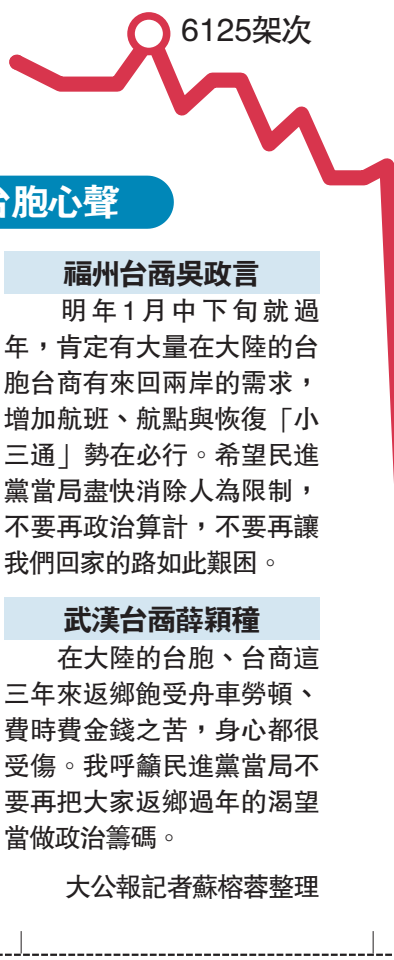 6125架次
台胞心聲
福州台商吳政言
明年1月中下旬就過
年，肯定有大量在大陸的台
胞台商有來回兩岸的需求，
增加航班、航點與恢復「小
三通」勢在必行。希望民進
黨當局盡快消除人為限制，
不要再政治算計，不要再讓
我們回家的路如此艱困。
武漢台商薛穎穜
在大陸的台胞、台商這
三年來返鄉飽受舟車勞頓、
費時費金錢之苦，身心都很
受傷。我呼籲民進黨當局不
要再把大家返鄉過年的渴望
當做政治籌碼。
大公報記者蘇榕蓉整理